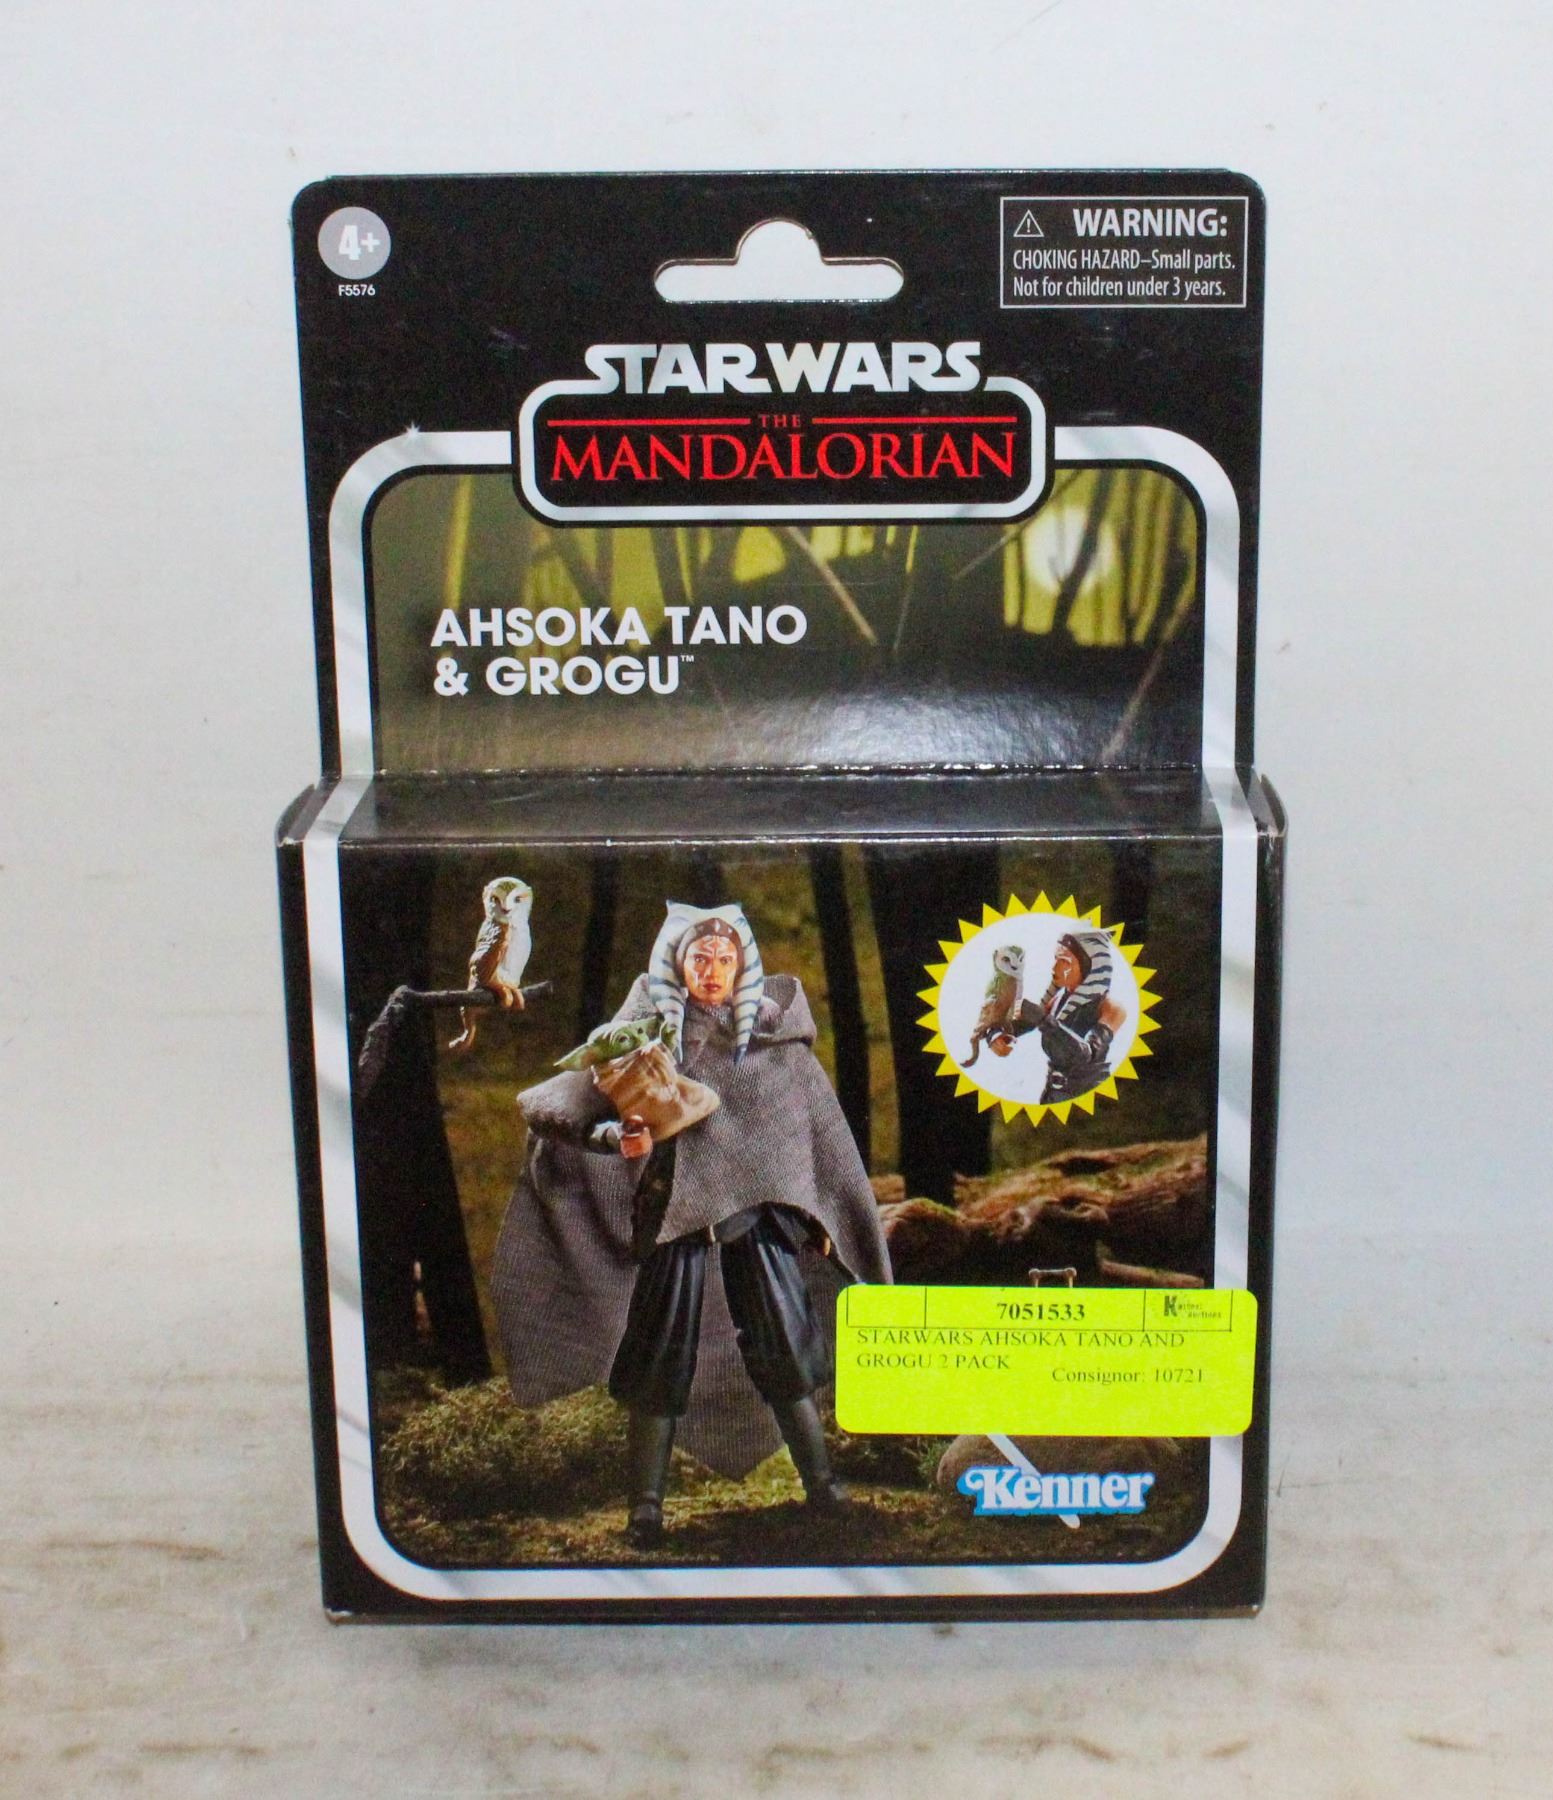 4+
F5576
WARNING:
CHOKING HAZARD–Small parts.
Not for children under 3 years.
STAR WARS
THE
MANDALORIAN
AHSOKA TANO
& GROGU™
7051533
STARWARS AHSOKA TANO AND
GROGU 2 PACK
Consignor: 10721
Kenner